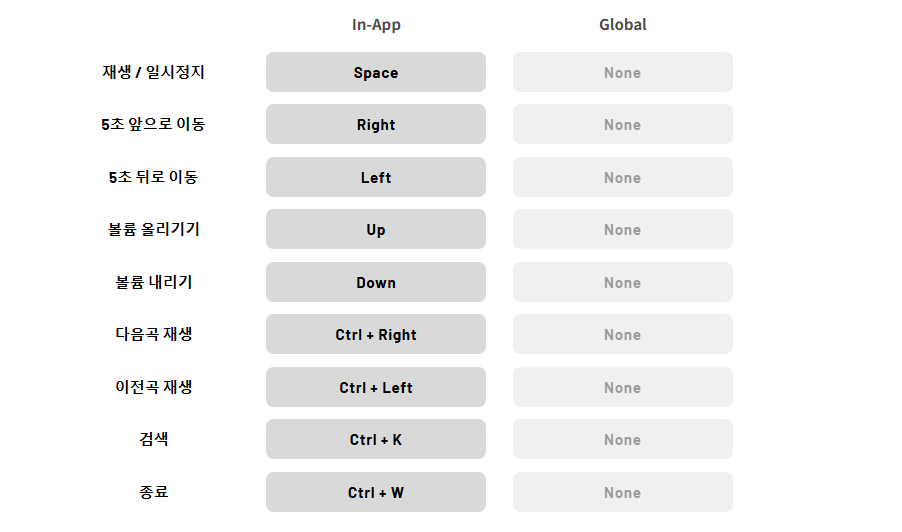 In-App Global
재생 / 일시정지 Space None
5초 앞으로 이동 Right None
5초 뒤로 이동 Left None
볼륨 올리기기 Up None
볼륨 내리기 Down None
다음곡 재생 Ctrl + Right None
이전곡 재생 Ctrl + Left None
검색 Ctrl + K None
종료 Ctrl + W None